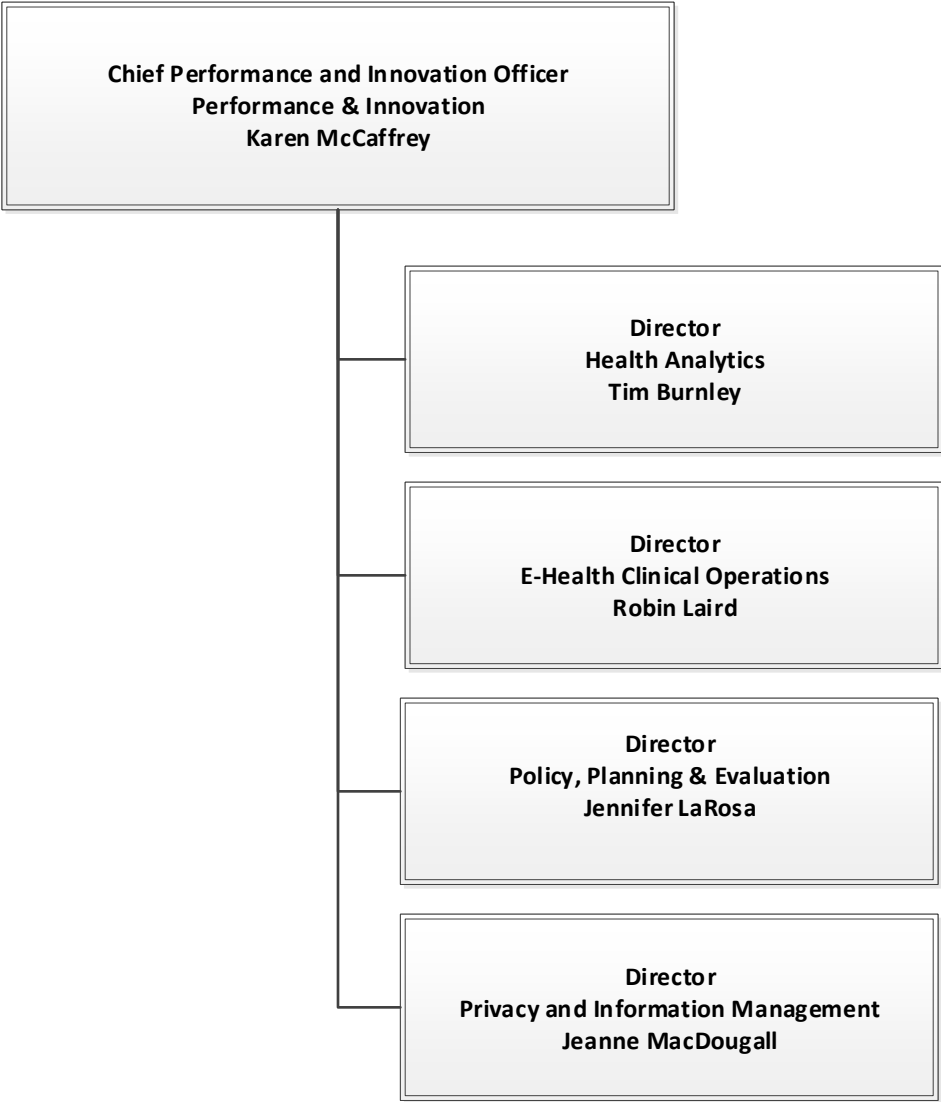 Chief Performance and Innovation Officer
Performance & Innovation
Karen McCaffrey
Director
Health Analytics
Tim Burnley
Director
E-Health Clinical Operations
Robin Laird
Director
Policy, Planning & Evaluation
Jennifer LaRosa
Director
Privacy and Information Management
Jeanne MacDougall